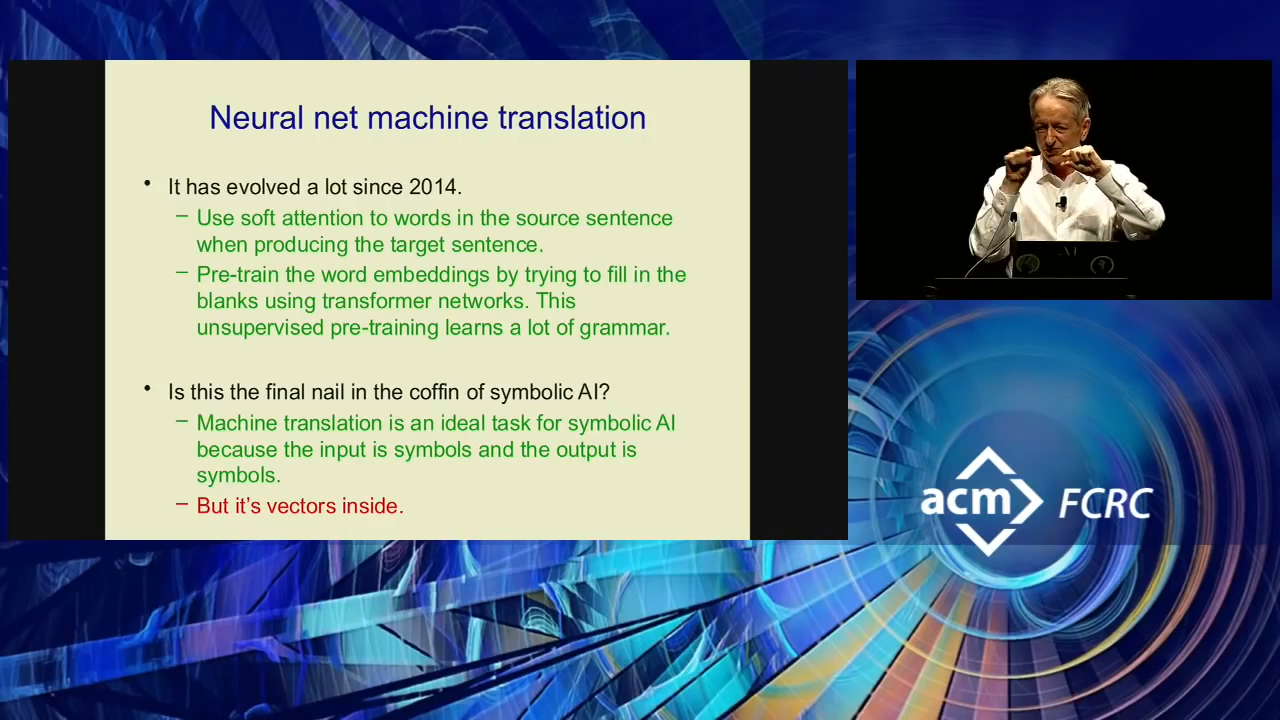 Neural net machine translation
• It has evolved a lot since 2014.
– Use soft attention to words in the source sentence
when producing the target sentence.
– Pre-train the word embeddings by trying to fill in the
blanks using transformer networks. This
unsupervised pre-training learns a lot of grammar.
• Is this the final nail in the coffin of symbolic AI?
– Machine translation is an ideal task for symbolic AI
because the input is symbols and the output is
symbols.
– But it's vectors inside.
acm FCRC